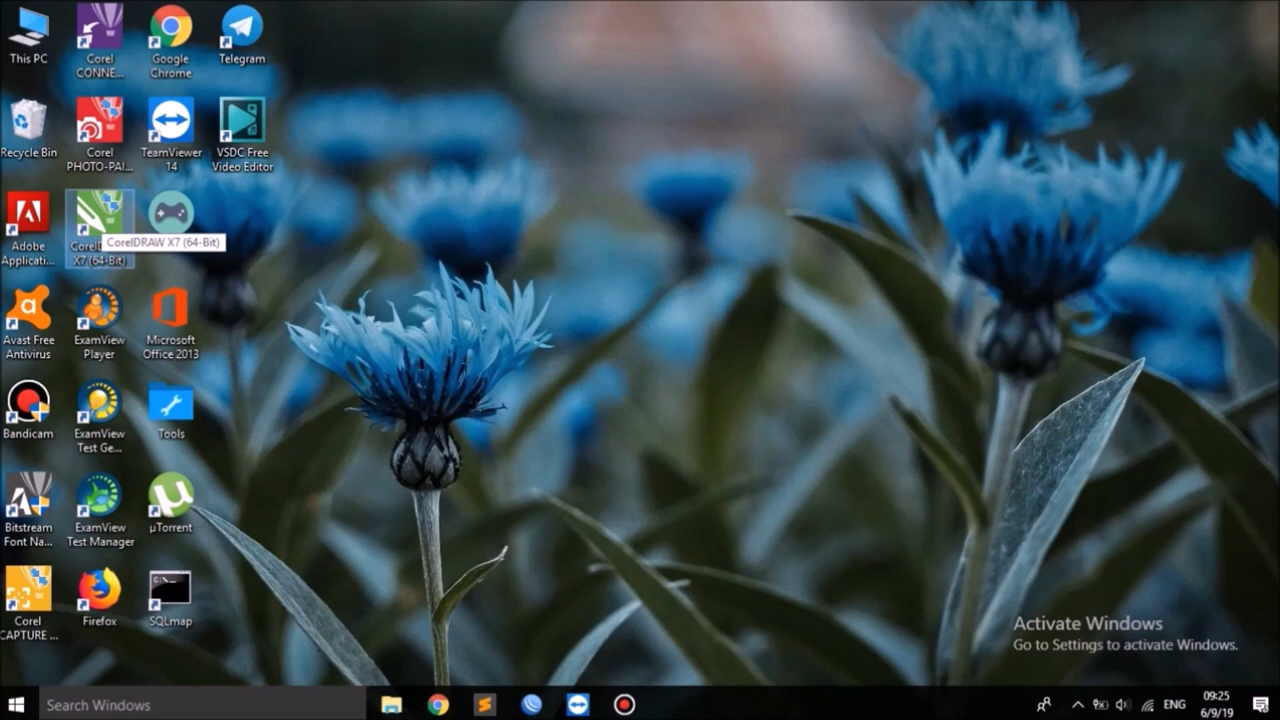 This PC
Corel
CONNE...
Google
Chrome
Telegram
Recycle Bin
Corel
PHOTO-PAI...
TeamViewer
14
VSDC Free
Video Editor
Adobe
Applicati...
CorelDRAW X7 (64-Bit)
X7 (64-Bit)
Avast Free
Antivirus
ExamView
Player
Microsoft
Office 2013
Bandicam
ExamView
Test Ge...
Tools
Bitstream
Font Na...
ExamView
Test Manager
µTorrent
Corel
CAPTURE ...
Firefox
SQLmap
Activate Windows
Go to Settings to activate Windows.
Search Windows
ENG
09:25
6/9/19